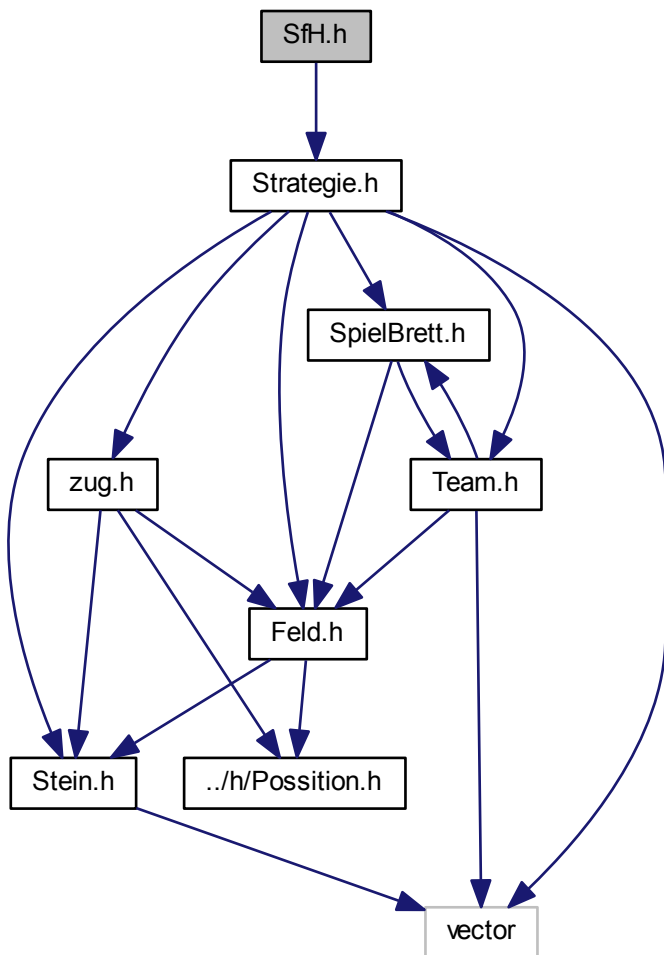 SfH.h
Strategie.h
SpielBrett.h
zug.h
Team.h
Feld.h
Stein.h
../h/Possition.h
vector